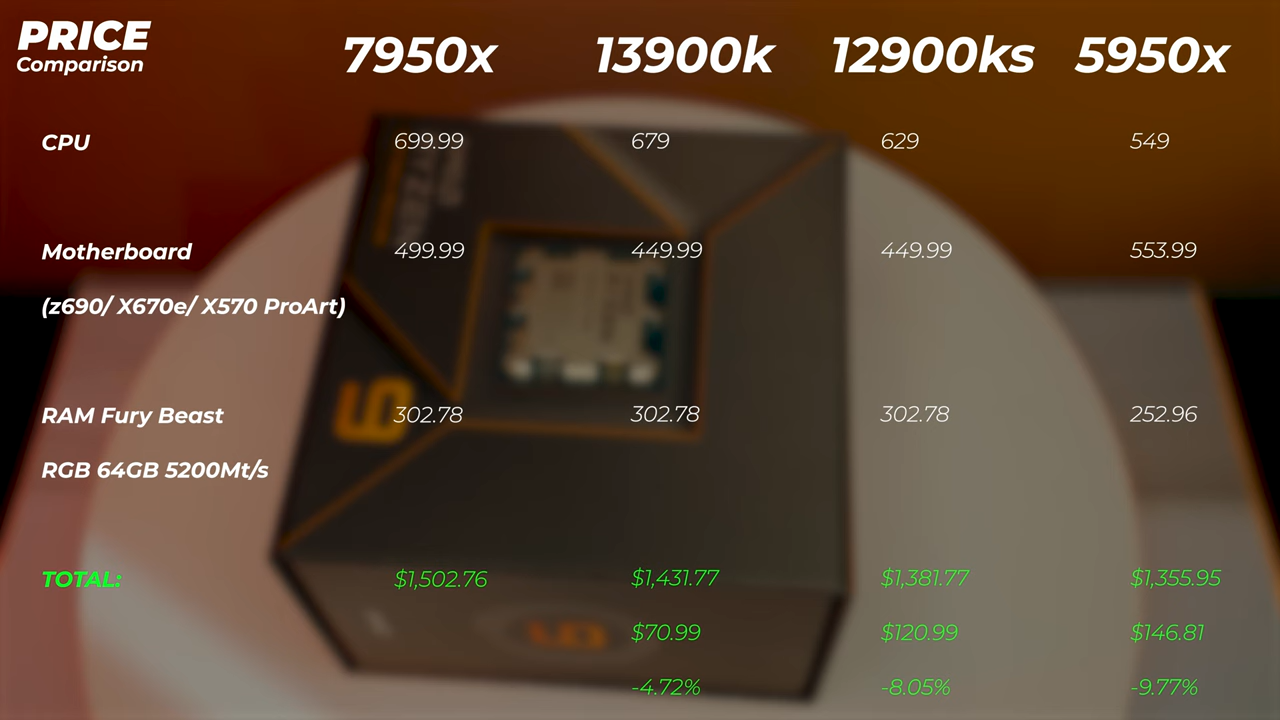 PRICE
Comparison
7950x 13900k 12900ks 5950x
CPU 699.99 679 629 549
Motherboard 499.99 449.99 449.99 553.99
(z690/ X670e/ X570 ProArt)
RAM Fury Beast 302.78 302.78 302.78 252.96
RGB 64GB 5200Mt/s
TOTAL: $1,502.76 $1,431.77 $1,381.77 $1,355.95
$70.99 $120.99 $146.81
-4.72% -8.05% -9.77%